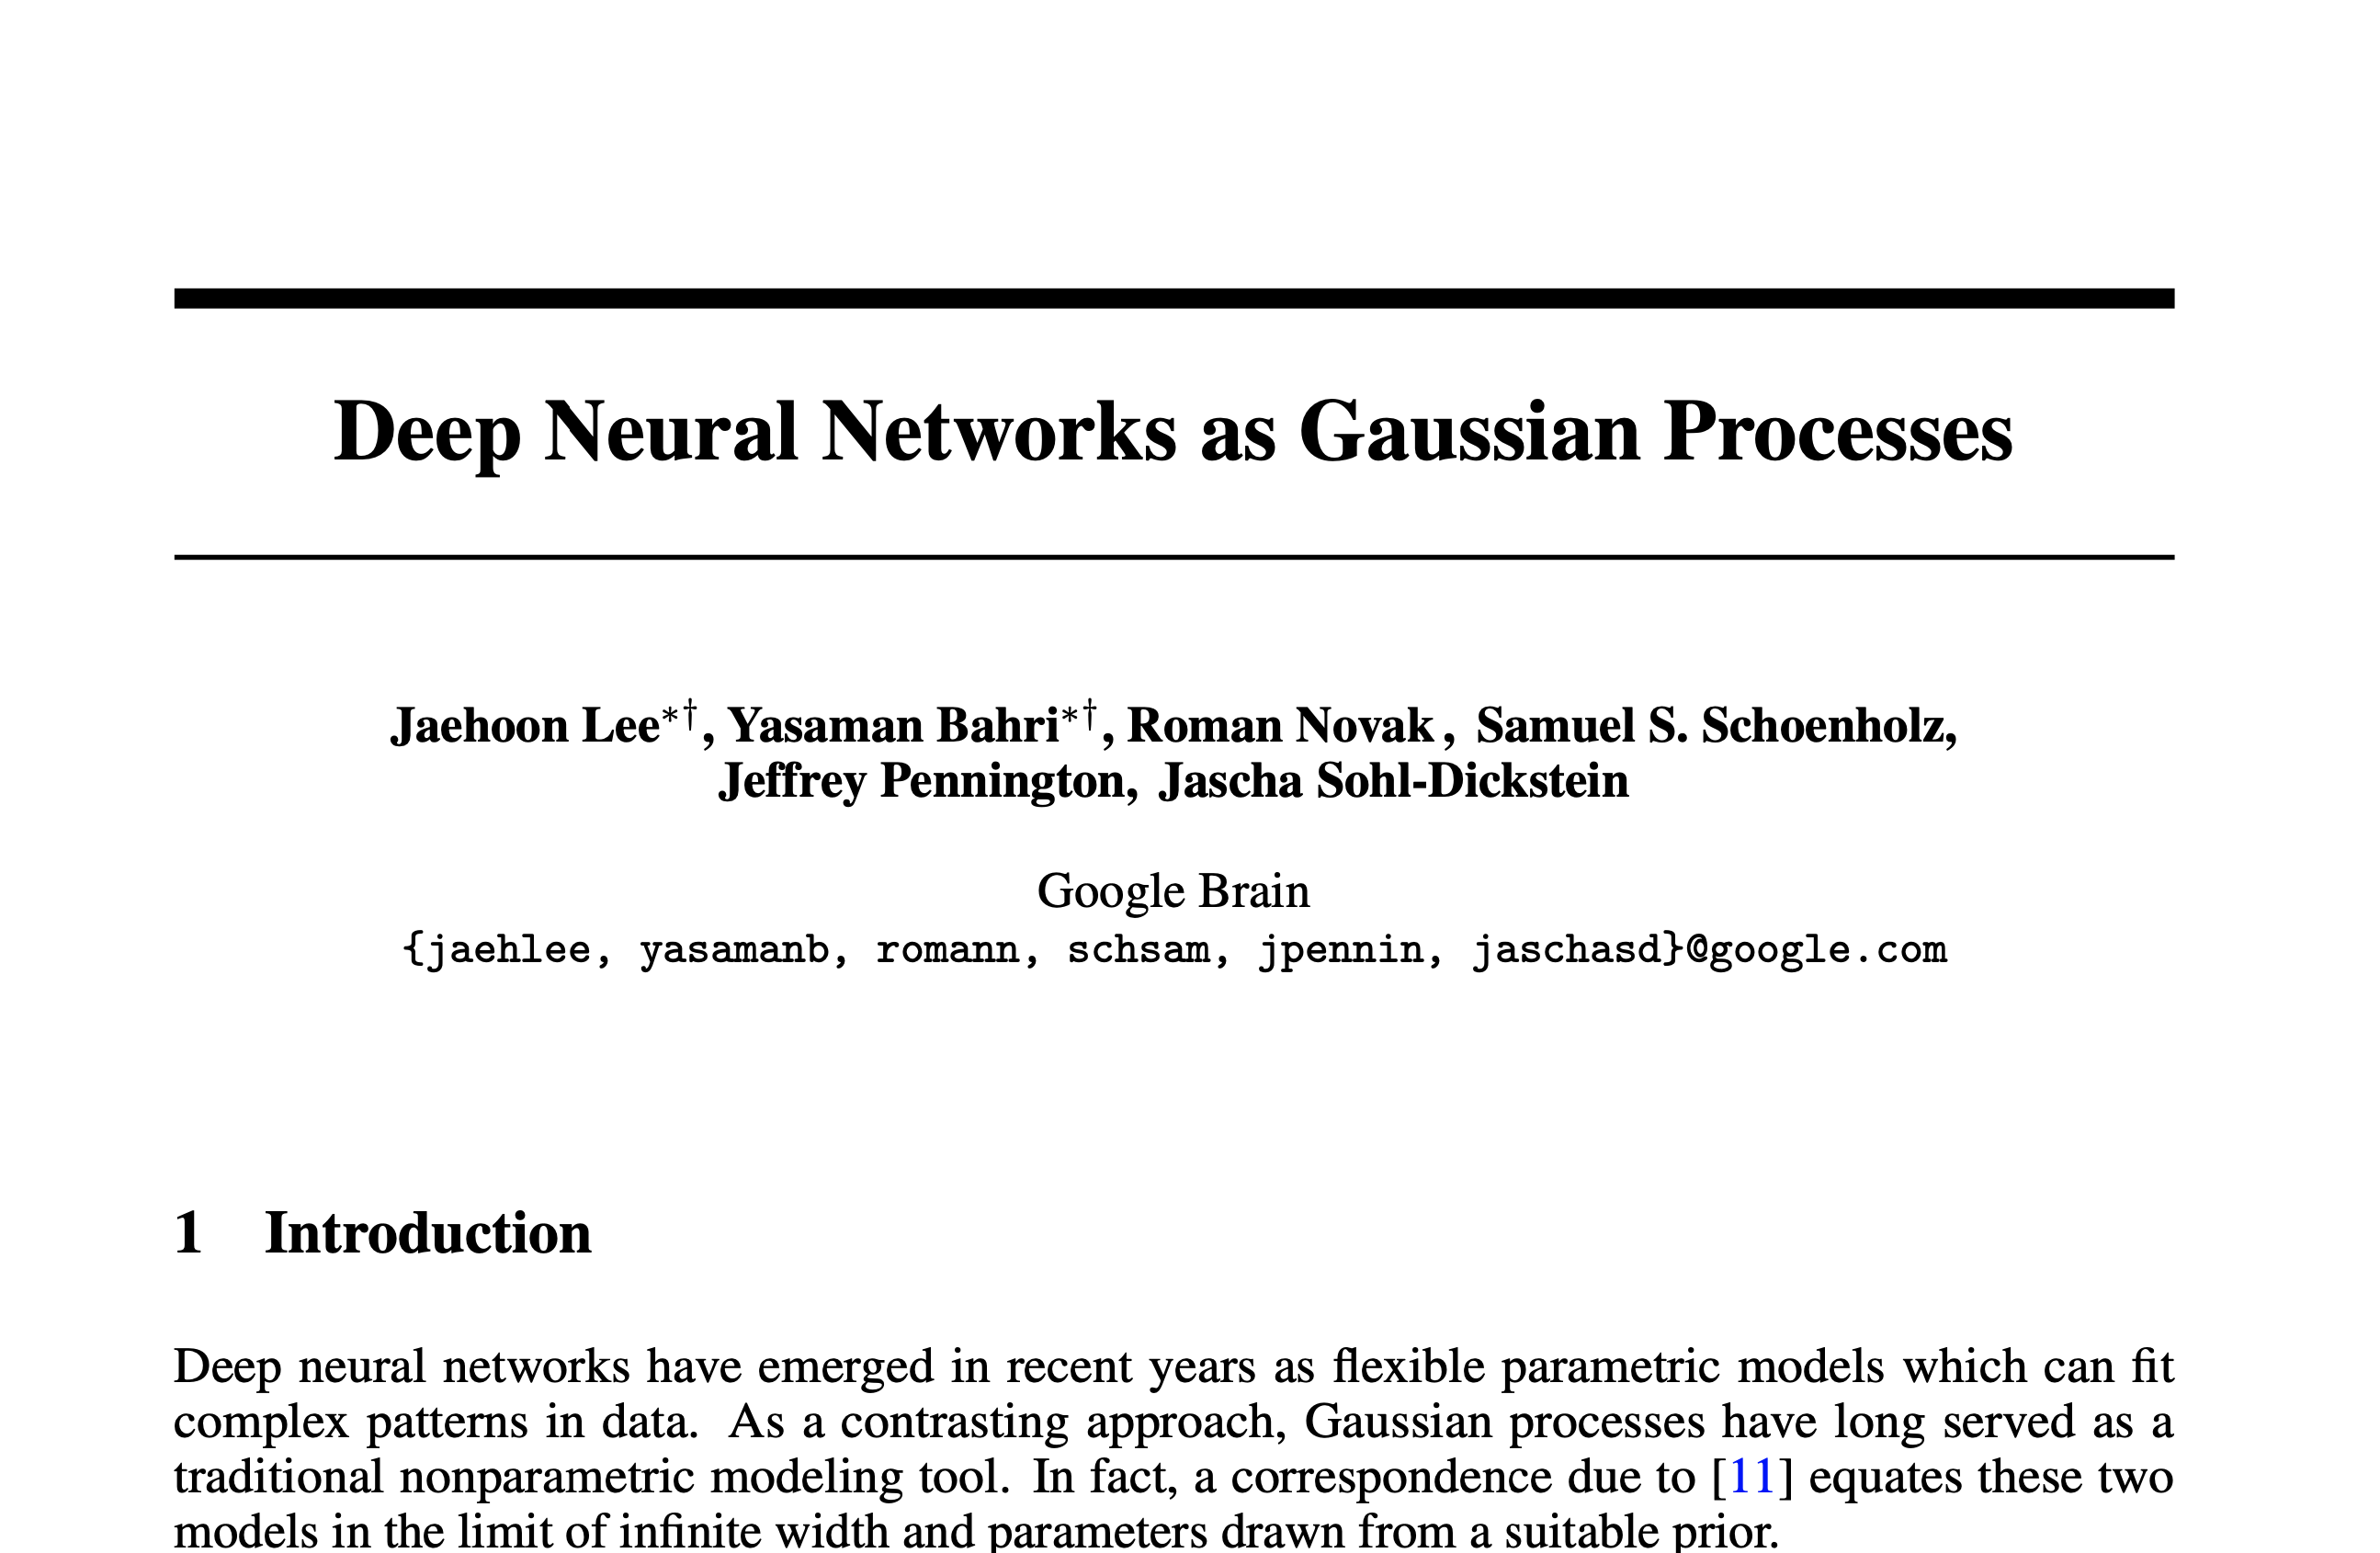 Deep Neural Networks as Gaussian Processes
Jaehoon Lee*†, Yasaman Bahri*†, Roman Novak, Samuel S. Schoenholz,
Jeffrey Pennington, Jascha Sohl-Dickstein
Google Brain
{jaehlee, yasamanb, romann, schsam, jpennin, jaschasd}@google.com
1 Introduction
Deep neural networks have emerged in recent years as flexible parametric models which can fit
complex patterns in data. As a contrasting approach, Gaussian processes have long served as a
traditional nonparametric modeling tool. In fact, a correspondence due to [11] equates these two
models in the limit of infinite width and parameters drawn from a suitable prior.